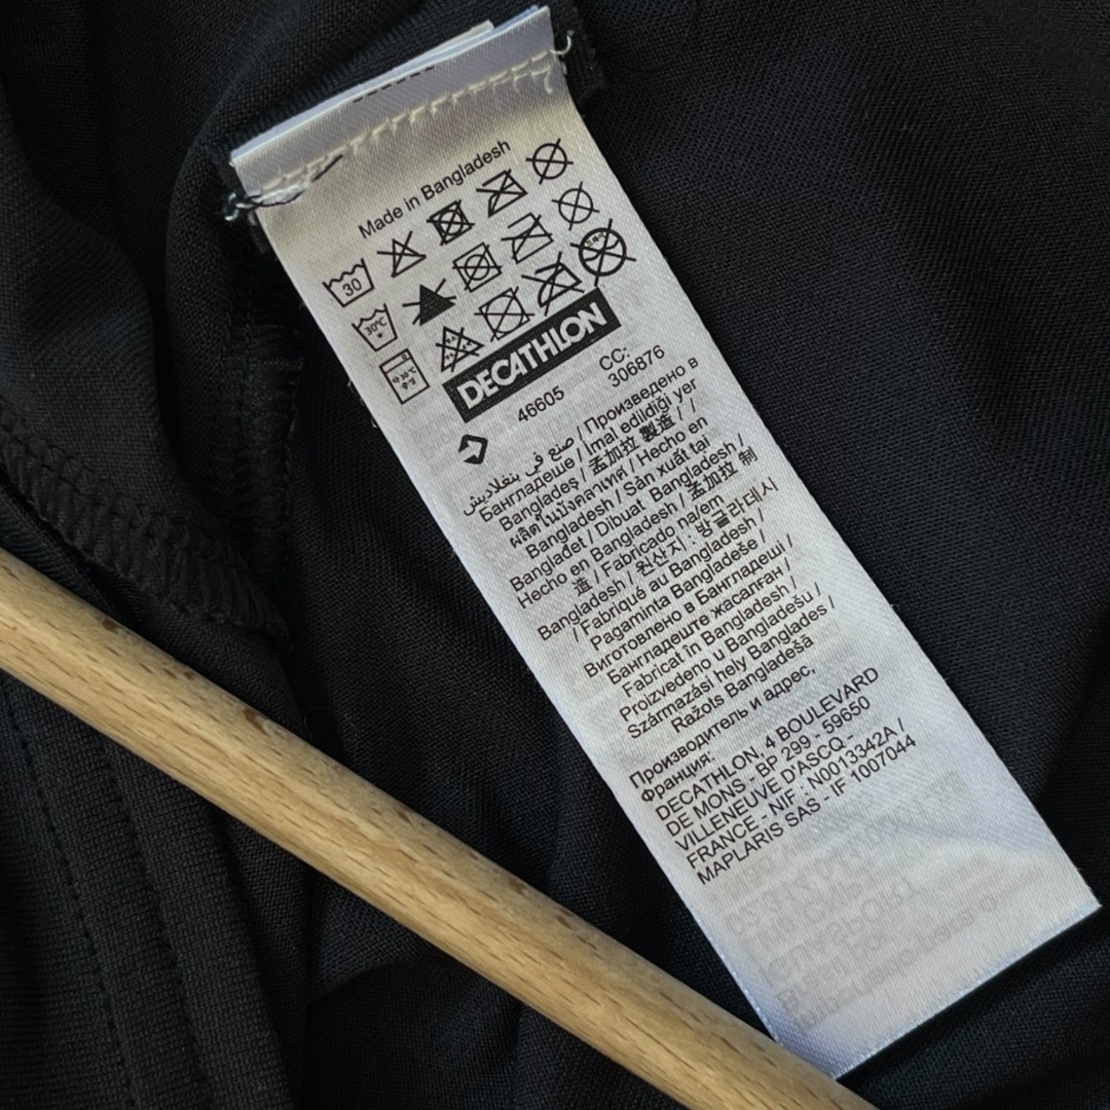 Made in Bangladesh
30
30°C
DECATHLON
46605
CC:
306876
صنع في بنغلاديش / Произведено в
Бангладеше / İmal edildiği yer
Bangladeş / 孟加拉 製造 / /
ผลิตในบังคลาเทศ / Hecho en
Bangladesh / Sản xuất tại
Bangladet / Dibuat Bangladesh /
Hecho en Bangladesh / 孟加拉 制
造 / Fabricado na/em
Bangladesh / 원산지 : 방글라데시
/ Fabriqué au Bangladesh /
Pagaminta Bangladeše /
Виготовлено в Бангладеші /
Бангладеште жасалған /
Fabricat în Bangladesh /
Proizvedeno u Bangladešu /
Származási hely Banglades /
Ražots Bangladešā
Производитель и адрес,
Франция:
DECATHLON, 4 BOULEVARD
DE MONS - BP 299 - 59650
VILLENEUVE D'ASCQ -
FRANCE - NIF : N0013342A /
MAPLARIS SAS - IF 1007044